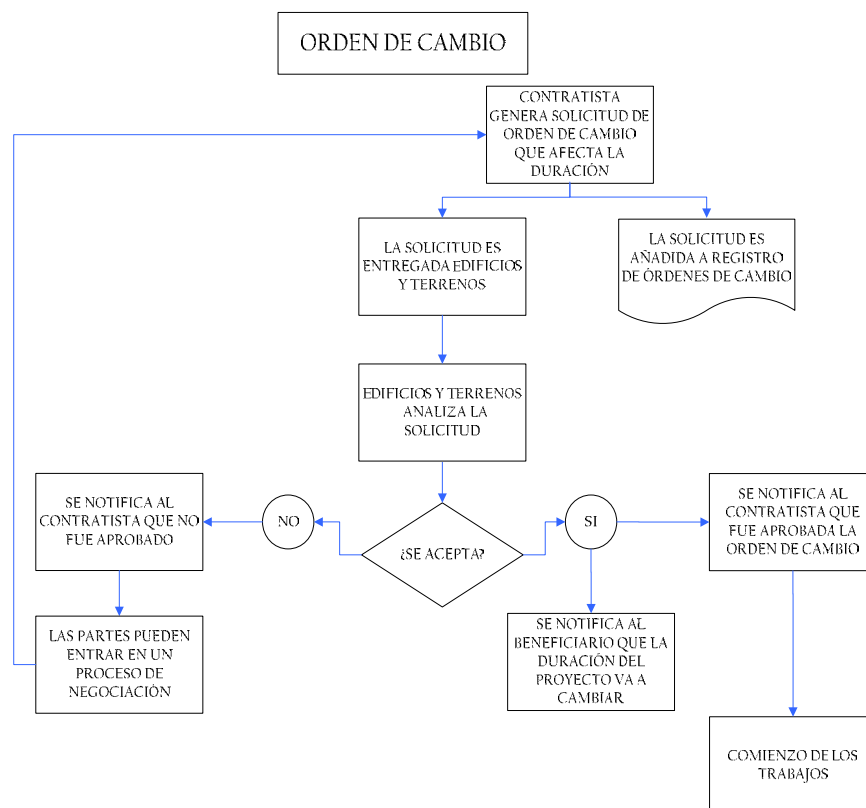 ORDEN DE CAMBIO
CONTRATISTA
GENERA SOLICITUD DE
ORDEN DE CAMBIO
QUE AFECTA LA
DURACIÓN
LA SOLICITUD ES
ENTREGADA EDIFICIOS
Y TERRENOS
LA SOLICITUD ES
AÑADIDA A REGISTRO
DE ÓRDENES DE CAMBIO
EDIFICIOS Y TERRENOS
ANALIZA LA
SOLICITUD
SE NOTIFICA AL
CONTRATISTA QUE NO
FUE APROBADO
NO
¿SE ACEPTA?
SI
SE NOTIFICA AL
CONTRATISTA QUE
FUE APROBADA LA
ORDEN DE CAMBIO
LAS PARTES PUEDEN
ENTRAR EN UN
PROCESO DE
NEGOCIACIÓN
SE NOTIFICA AL
BENEFICIARIO QUE LA
DURACIÓN DEL
PROYECTO VA A
CAMBIAR
COMIENZO DE LOS
TRABAJOS